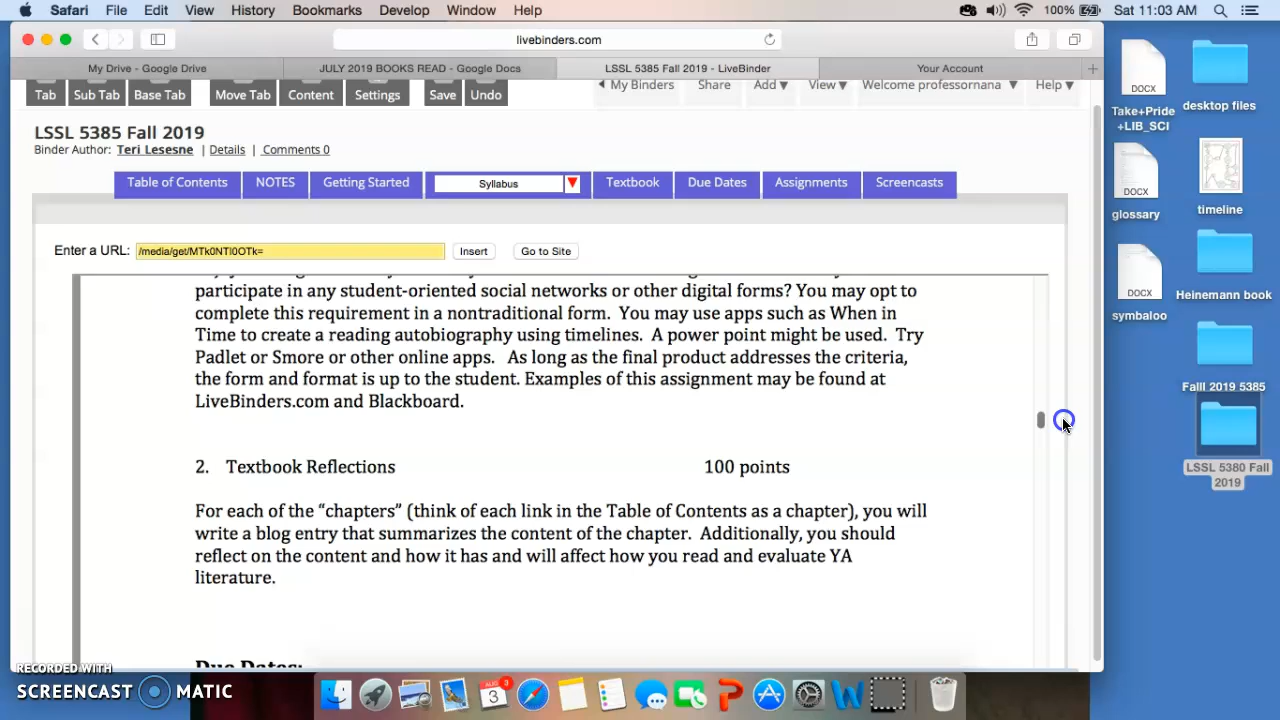 Safari File Edit View History Bookmarks Develop Window Help 100% Sat 11:03 AM
livebinders.com
My Drive - Google Drive JULY 2019 BOOKS READ - Google Docs LSSL 5385 Fall 2019 - LiveBinder Your Account
Tab Sub Tab Base Tab Move Tab Content Settings Save Undo My Binders Share Add View Welcome professornana Help
LSSL 5385 Fall 2019
Binder Author: Teri Lesesne | Details | Comments 0
Table of Contents NOTES Getting Started Syllabus Textbook Due Dates Assignments Screencasts
Enter a URL: /media/get/MTk0NTI0OTk= Insert Go to Site
participate in any student-oriented social networks or other digital forms? You may opt to
complete this requirement in a nontraditional form. You may use apps such as When in
Time to create a reading autobiography using timelines. A power point might be used. Try
Padlet or Smore or other online apps. As long as the final product addresses the criteria,
the form and format is up to the student. Examples of this assignment may be found at
LiveBinders.com and Blackboard.
2. Textbook Reflections 100 points
For each of the “chapters” (think of each link in the Table of Contents as a chapter), you will
write a blog entry that summarizes the content of the chapter. Additionally, you should
reflect on the content and how it has and will affect how you read and evaluate YA
literature.
Due Dates:
DOCX
Take+Pride
+LIB_SCI
desktop files
DOCX
glossary
timeline
DOCX
symbaloo
Heinemann book
Falll 2019 5385
LSSL 5380 Fall
2019
RECORDED WITH
SCREENCAST MATIC
AUG 3
3